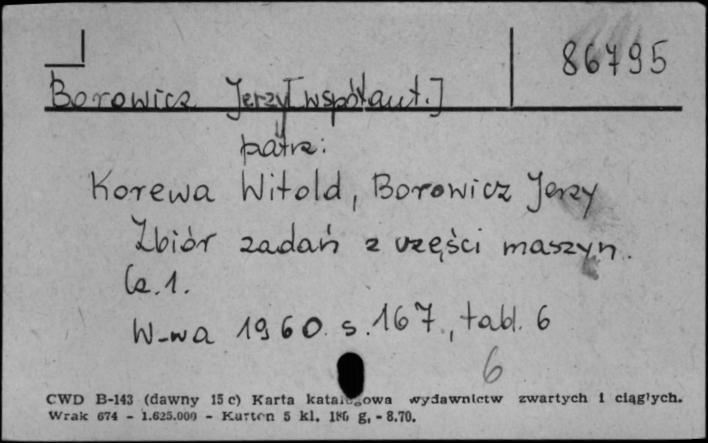 86795
Borowicz Jerzy [współaut.]
patrz:
Korewa Witold, Borowicz Jerzy
Zbiór zadań z części maszyn.
Cz. 1.
W-wa 1960 s. 167, tabl. 6
6
CWD B-143 (dawny 15 c) Karta katalogowa wydawnictw zwartych i ciągłych.
Wrak 674 - 1.625.000 - Karton 5 kl. 180 g. - 8.70.